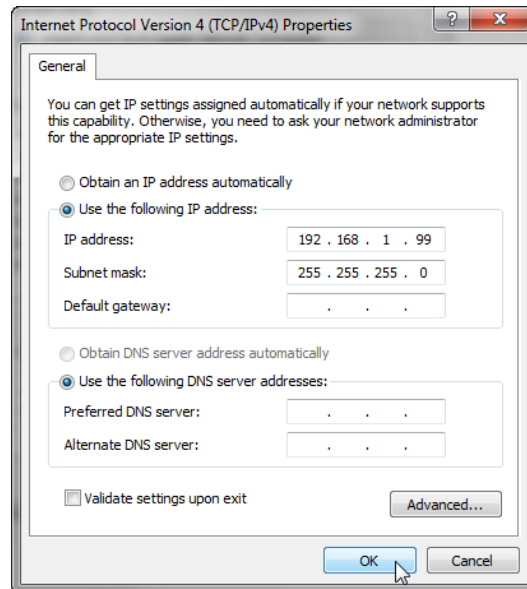 Internet Protocol Version 4 (TCP/IPv4) Properties
General
You can get IP settings assigned automatically if your network supports
this capability. Otherwise, you need to ask your network administrator
for the appropriate IP settings.
Obtain an IP address automatically
Use the following IP address:
IP address: 192 . 168 . 1 . 99
Subnet mask: 255 . 255 . 255 . 0
Default gateway: . . .
Obtain DNS server address automatically
Use the following DNS server addresses:
Preferred DNS server: . . .
Alternate DNS server: . . .
Validate settings upon exit
Advanced...
OK Cancel